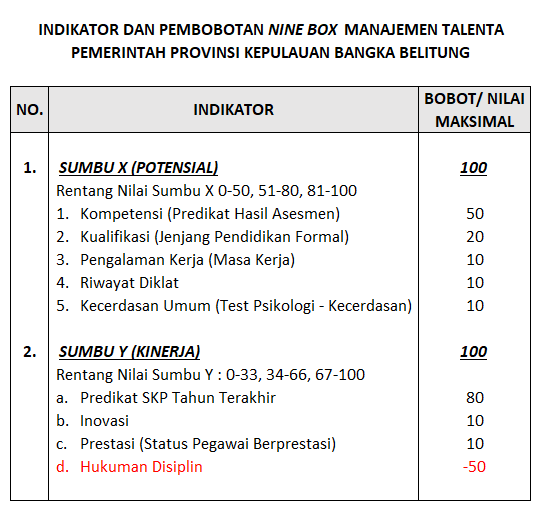 INDIKATOR DAN PEMBOBOTAN NINE BOX MANAJEMEN TALENTA
PEMERINTAH PROVINSI KEPULAUAN BANGKA BELITUNG
NO. INDIKATOR BOBOT/ NILAI MAKSIMAL
1. SUMBU X (POTENSIAL) 100
Rentang Nilai Sumbu X 0-50, 51-80, 81-100
1. Kompetensi (Predikat Hasil Asesmen) 50
2. Kualifikasi (Jenjang Pendidikan Formal) 20
3. Pengalaman Kerja (Masa Kerja) 10
4. Riwayat Diklat 10
5. Kecerdasan Umum (Test Psikologi - Kecerdasan) 10
2. SUMBU Y (KINERJA) 100
Rentang Nilai Sumbu Y : 0-33, 34-66, 67-100
a. Predikat SKP Tahun Terakhir 80
b. Inovasi 10
c. Prestasi (Status Pegawai Berprestasi) 10
d. Hukuman Disiplin -50